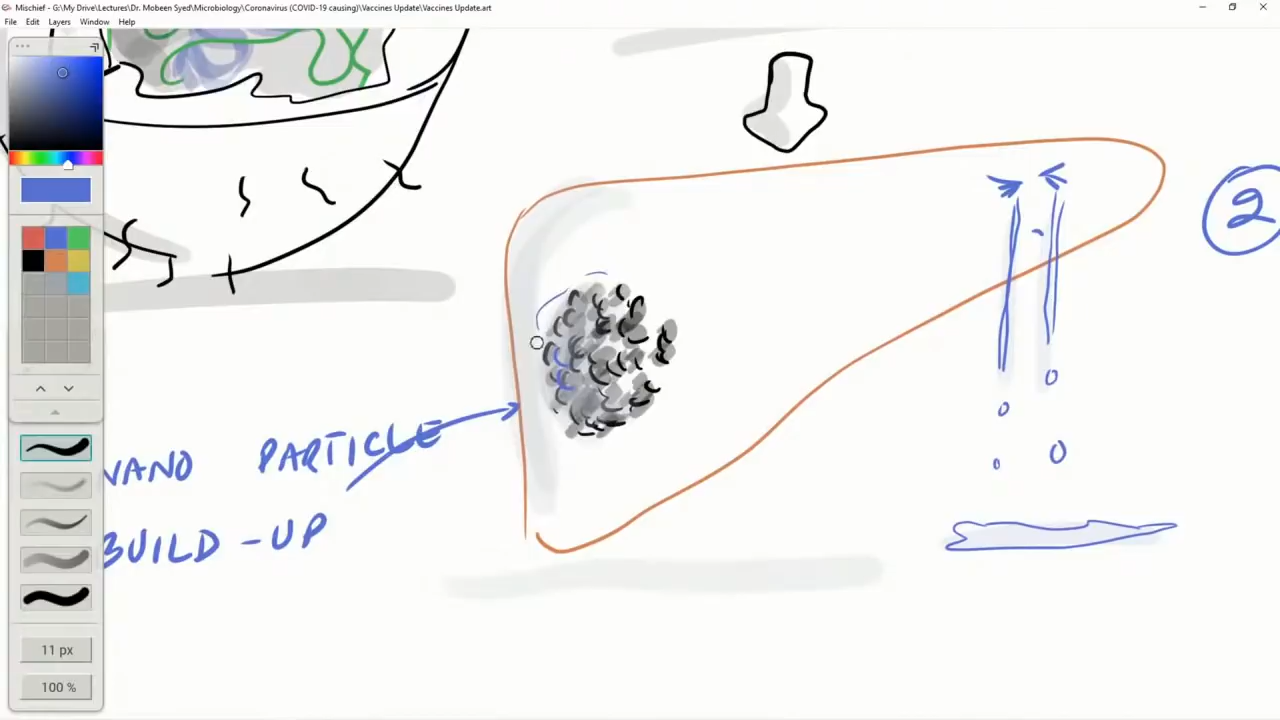 Mischief - G:\My Drive\Lectures\Dr. Mobeen Syed\Microbiology\Coronavirus (COVID-19 causing)\Vaccines Update\Vaccines Update.art
File Edit Layers Window Help
2
NANO PARTICLE
BUILD-UP
11 px
100 %